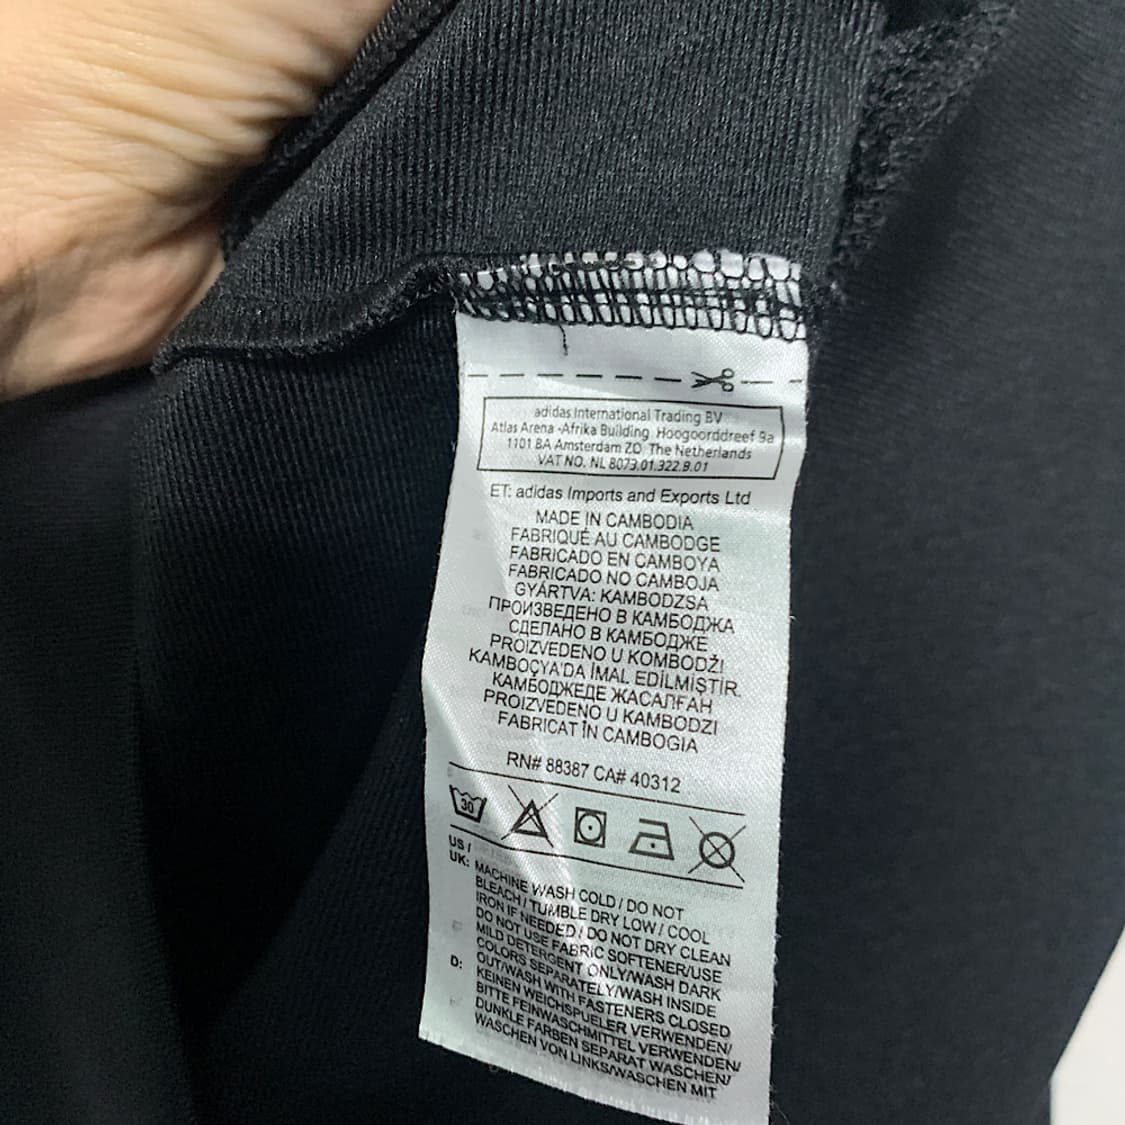 adidas International Trading BV
Atlas Arena -Afrika Building Hoogoorddreef 9a
1101 BA Amsterdam ZO The Netherlands
VAT NO. NL 8073.01.322.B.01
ET: adidas Imports and Exports Ltd
MADE IN CAMBODIA
FABRIQUÉ AU CAMBODGE
FABRICADO EN CAMBOYA
FABRICADO NO CAMBOJA
GYÁRTVA: KAMBODZSA
ПРОИЗВЕДЕНО В КАМБОДЖА
СДЕЛАНО В КАМБОДЖЕ
PROIZVEDENO U KOMBODŽI
KAMBOÇYA'DA İMAL EDİLMİŞTİR.
КАМБОДЖЕДЕ ЖАСАЛҒАН
PROIZVEDENO U KAMBODZI
FABRICAT ÎN CAMBOGIA
RN# 88387 CA# 40312
30
US /
UK: MACHINE WASH COLD / DO NOT
BLEACH / TUMBLE DRY LOW / COOL
IRON IF NEEDED / DO NOT DRY CLEAN
DO NOT USE FABRIC SOFTENER/USE
MILD DETERGENT ONLY/WASH DARK
COLORS SEPARATELY/WASH INSIDE
OUT/WASH WITH FASTENERS CLOSED
D: KEINEN WEICHSPUELER VERWENDEN/
BITTE FEINWASCHMITTEL VERWENDEN/
DUNKLE FARBEN SEPARAT WASCHEN/
WASCHEN VON LINKS/WASCHEN MIT